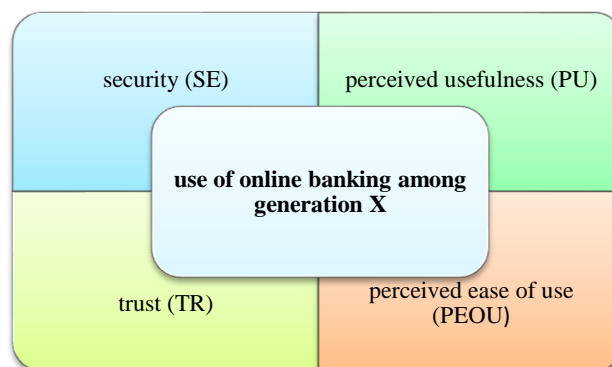 security (SE)
perceived usefulness (PU)
use of online banking among
generation X
trust (TR)
perceived ease of use
(PEOU)